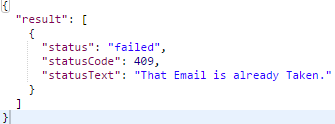 {
  "result": [
    {
      "status": "failed",
      "statusCode": 409,
      "statusText": "That Email is already Taken."
    }
  ]
}